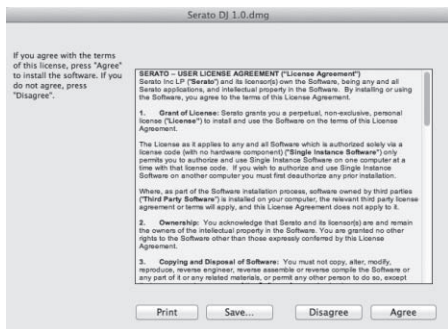 Serato DJ 1.0.dmg
If you agree with the terms
of this license, press "Agree"
to install the software. If you
do not agree, press
"Disagree".
SERATO – USER LICENSE AGREEMENT ("License Agreement")
Serato Inc LP ("Serato") and its licensor(s) own the Software, being any and all
Serato applications, and intellectual property in the Software. By installing or using
the Software, you agree to the terms of this License Agreement.
1. Grant of License: Serato grants you a perpetual, non-exclusive, personal
license ("License") to install and use the Software on the terms of this License
Agreement.
The License as it applies to any and all Software which is authorized solely via a
license code (with no hardware component) ("Single Instance Software") only
permits you to authorize and use Single Instance Software on one computer at a
time with that license code. If you wish to authorize and use Single Instance
Software on another computer you must first deauthorize any prior installation.
Where, as part of the Software installation process, software owned by third parties
("Third Party Software") is installed on your computer, the relevant third party license
agreement or terms will apply, and this License Agreement does not apply to it.
2. Ownership: You acknowledge that Serato and its licensor(s) are and remain
the owners of the intellectual property in the Software. You are granted no other
rights to the Software other than those expressly conferred by this License
Agreement.
3. Copying and Disposal of Software: You must not copy, alter, modify,
reproduce, reverse engineer, reverse assemble or reverse compile the Software or
any part of it or any related materials, or permit any other person to do so, except
Print
Save...
Disagree
Agree